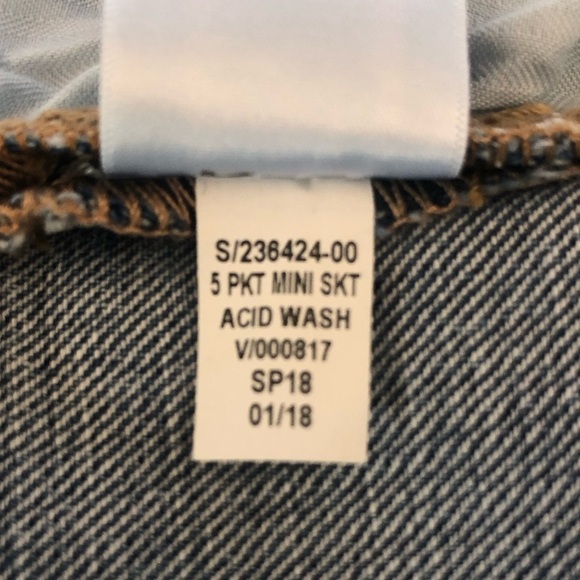 S/236424-00
5 PKT MINI SKT
ACID WASH
V/000817
SP18
01/18